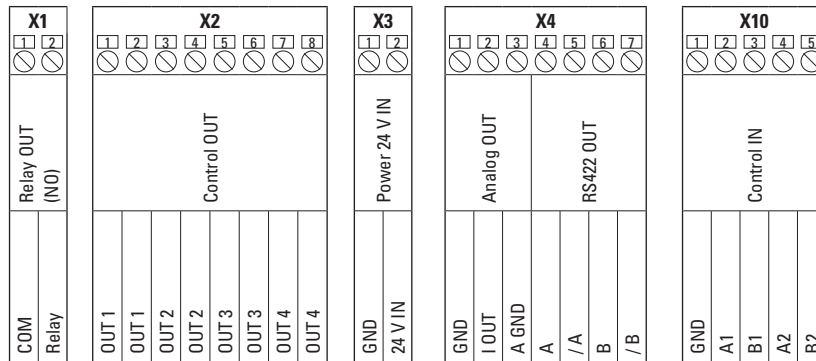 X1
1 2
Relay OUT
(NO)
COM
Relay
X2
1 2 3 4 5 6 7 8
Control OUT
OUT 1
OUT 1
OUT 2
OUT 2
OUT 3
OUT 3
OUT 4
OUT 4
X3
1 2
Power 24 V IN
GND
24 V IN
X4
1 2 3 4 5 6 7
Analog OUT
RS422 OUT
GND
I OUT
A GND
A
/ A
B
/ B
X10
1 2 3 4 5
Control IN
GND
A1
B1
A2
B2